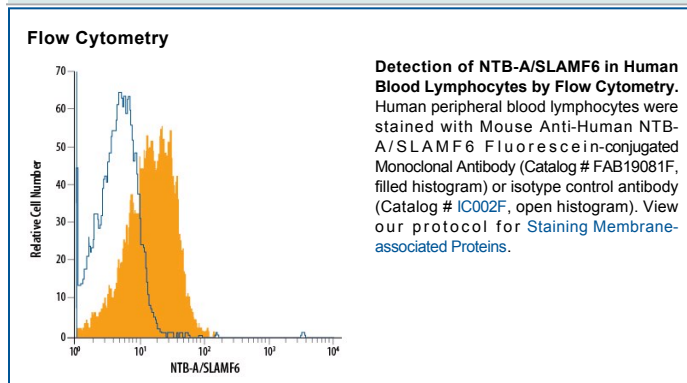 Flow Cytometry
70
60
50
40
30
20
10
0
Relative Cell Number
10⁰ 10¹ 10² 10³ 10⁴
NTB-A/SLAMF6
Detection of NTB-A/SLAMF6 in Human
Blood Lymphocytes by Flow Cytometry.
Human peripheral blood lymphocytes were
stained with Mouse Anti-Human NTB-
A/SLAMF6 Fluorescein-conjugated
Monoclonal Antibody (Catalog # FAB19081F,
filled histogram) or isotype control antibody
(Catalog # IC002F, open histogram). View
our protocol for Staining Membrane-
associated Proteins.